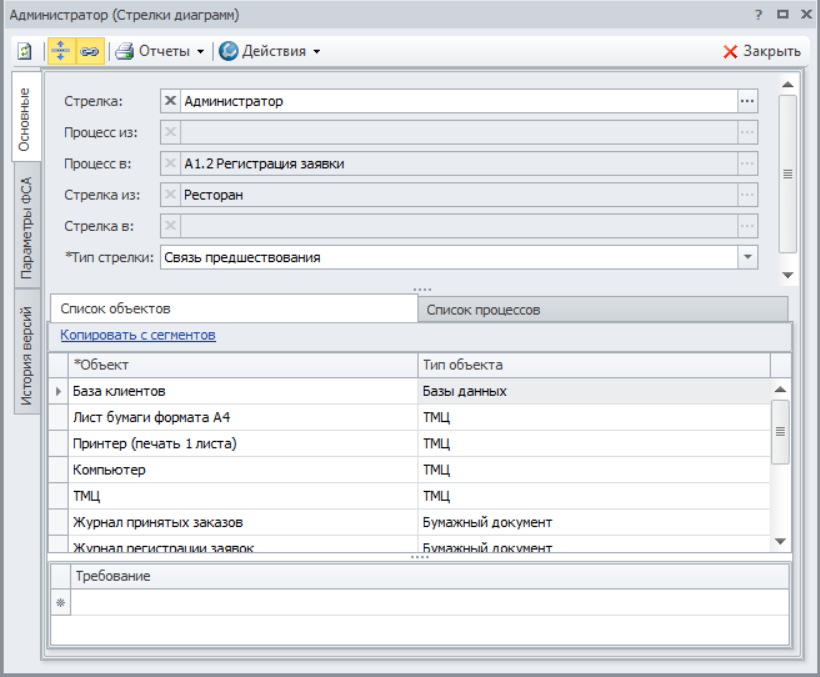 Администратор (Стрелки диаграмм)
Отчеты
Действия
Закрыть
Основные
Параметры ФСА
История версий
Стрелка: Администратор
Процесс из:
Процесс в: A1.2 Регистрация заявки
Стрелка из: Ресторан
Стрелка в:
*Тип стрелки: Связь предшествования
Список объектов Список процессов
Копировать с сегментов
*Объект Тип объекта
База клиентов Базы данных
Лист бумаги формата А4 ТМЦ
Принтер (печать 1 листа) ТМЦ
Компьютер ТМЦ
ТМЦ ТМЦ
Журнал принятых заказов Бумажный документ
Журнал регистрации заявок Бумажный документ
Требование